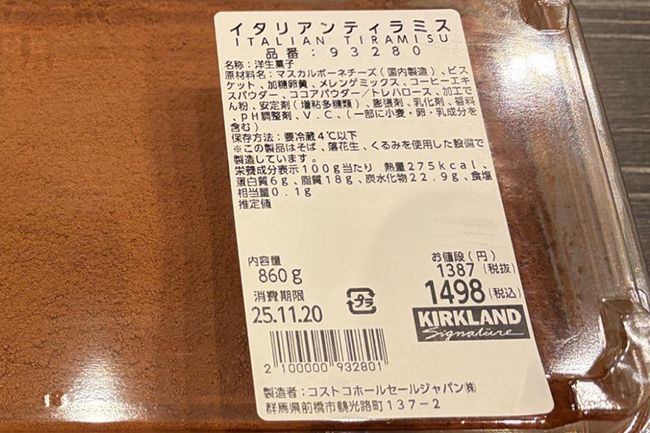 イタリアンティラミス
ITALIAN TIRAMISU
品番：93280
名称：洋生菓子
原材料名：マスカルポーネチーズ（国内製造）、ビス
ケット、加糖卵黄、メレンゲミックス、コーヒーエキ
スパウダー、ココアパウダー／トレハロース、加工で
ん粉、安定剤（増粘多糖類）、膨張剤、乳化剤、香料
、pH調整剤、V.C.、（一部に小麦・卵・乳成分を
含む）
保存方法：要冷蔵4℃以下
※この製品はそば、落花生、くるみを使用した設備で
製造しています。
栄養成分表示100g当たり 熱量275kcal、
蛋白質6g、脂質18g、炭水化物22.9g、食塩
相当量0.1g
推定値
内容量
860g
消費期限
25.11.20
プラ
お値段（円）
1387（税抜）
1498（税込）
KIRKLAND
Signature
2 100000 932801
製造者：コストコホールセールジャパン㈱
群馬県前橋市鶴光路町137-2